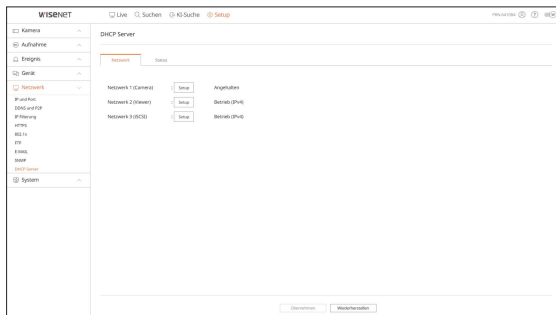 WISENET
Live Suchen KI-Suche Setup
Kamera
Aufnahme
Ereignis
Gerät
Netzwerk
IP und Port
DDNS und P2P
IP Filterung
HTTPS
802.1x
FTP
E-MAIL
SNMP
DHCP Server
System
DHCP Server
Netzwerk Status
Netzwerk 1 (Camera) : Setup Angehalten
Netzwerk 2 (Viewer) : Setup Betrieb (IPv4)
Netzwerk 3 (iSCSI) : Setup Betrieb (IPv4)
Übernehmen Wiederherstellen